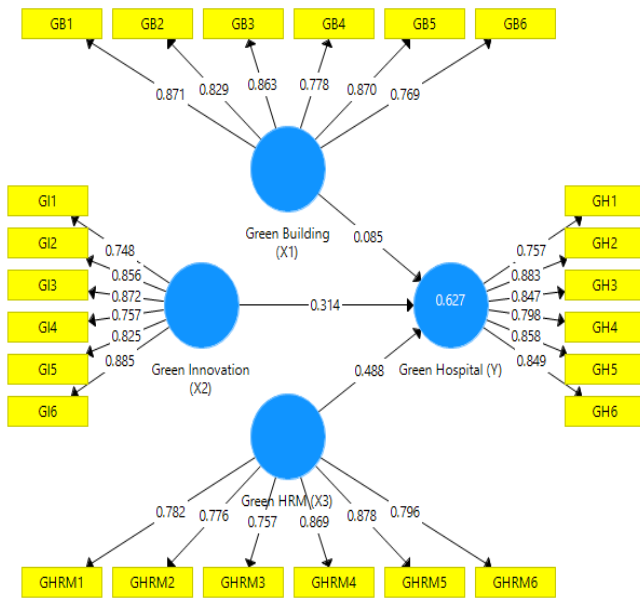 GB1 GB2 GB3 GB4 GB5 GB6
0.871 0.829 0.863 0.778 0.870 0.769
Green Building
(X1)
0.085
GI1
GI2
GI3
GI4
GI5
GI6
0.748
0.856
0.872
0.757
0.825
0.885
Green Innovation
(X2)
0.314
0.627
Green Hospital (Y)
GH1
GH2
GH3
GH4
GH5
GH6
0.757
0.883
0.847
0.798
0.858
0.849
0.488
Green HRM (X3)
0.782 0.776 0.757 0.869 0.878 0.796
GHRM1 GHRM2 GHRM3 GHRM4 GHRM5 GHRM6